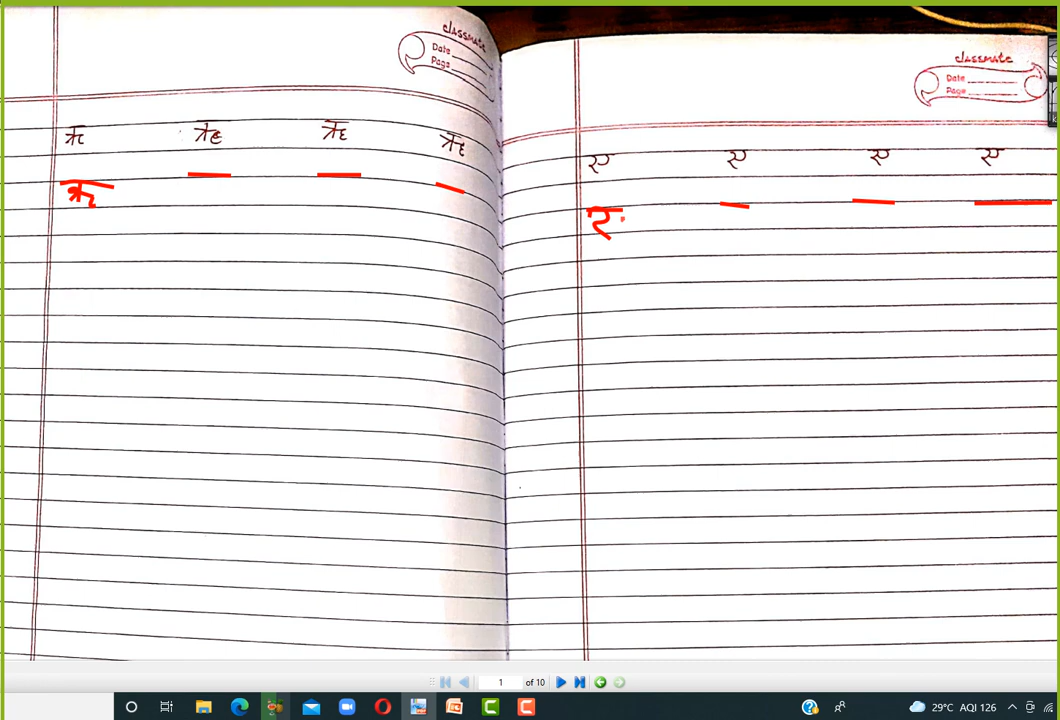 classmate
Date
Page
ऋ ऋ ऋ ऋ
ऋ
classmate
Date
Page
ए ए ए ए
1 of 10
29°C AQI 126